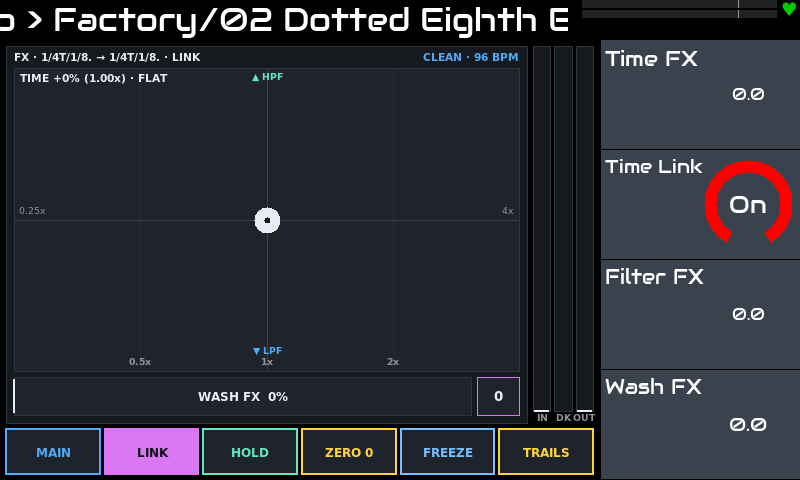 > Factory/02 Dotted Eighth E
FX · 1/4T/1/8. → 1/4T/1/8. · LINK
CLEAN · 96 BPM
TIME +0% (1.00x) · FLAT
▲ HPF
0.25x
4x
▼ LPF
0.5x
1x
2x
WASH FX 0%
0
IN
DK
OUT
MAIN
LINK
HOLD
ZERO 0
FREEZE
TRAILS
Time FX
0.0
Time Link
On
Filter FX
0.0
Wash FX
0.0